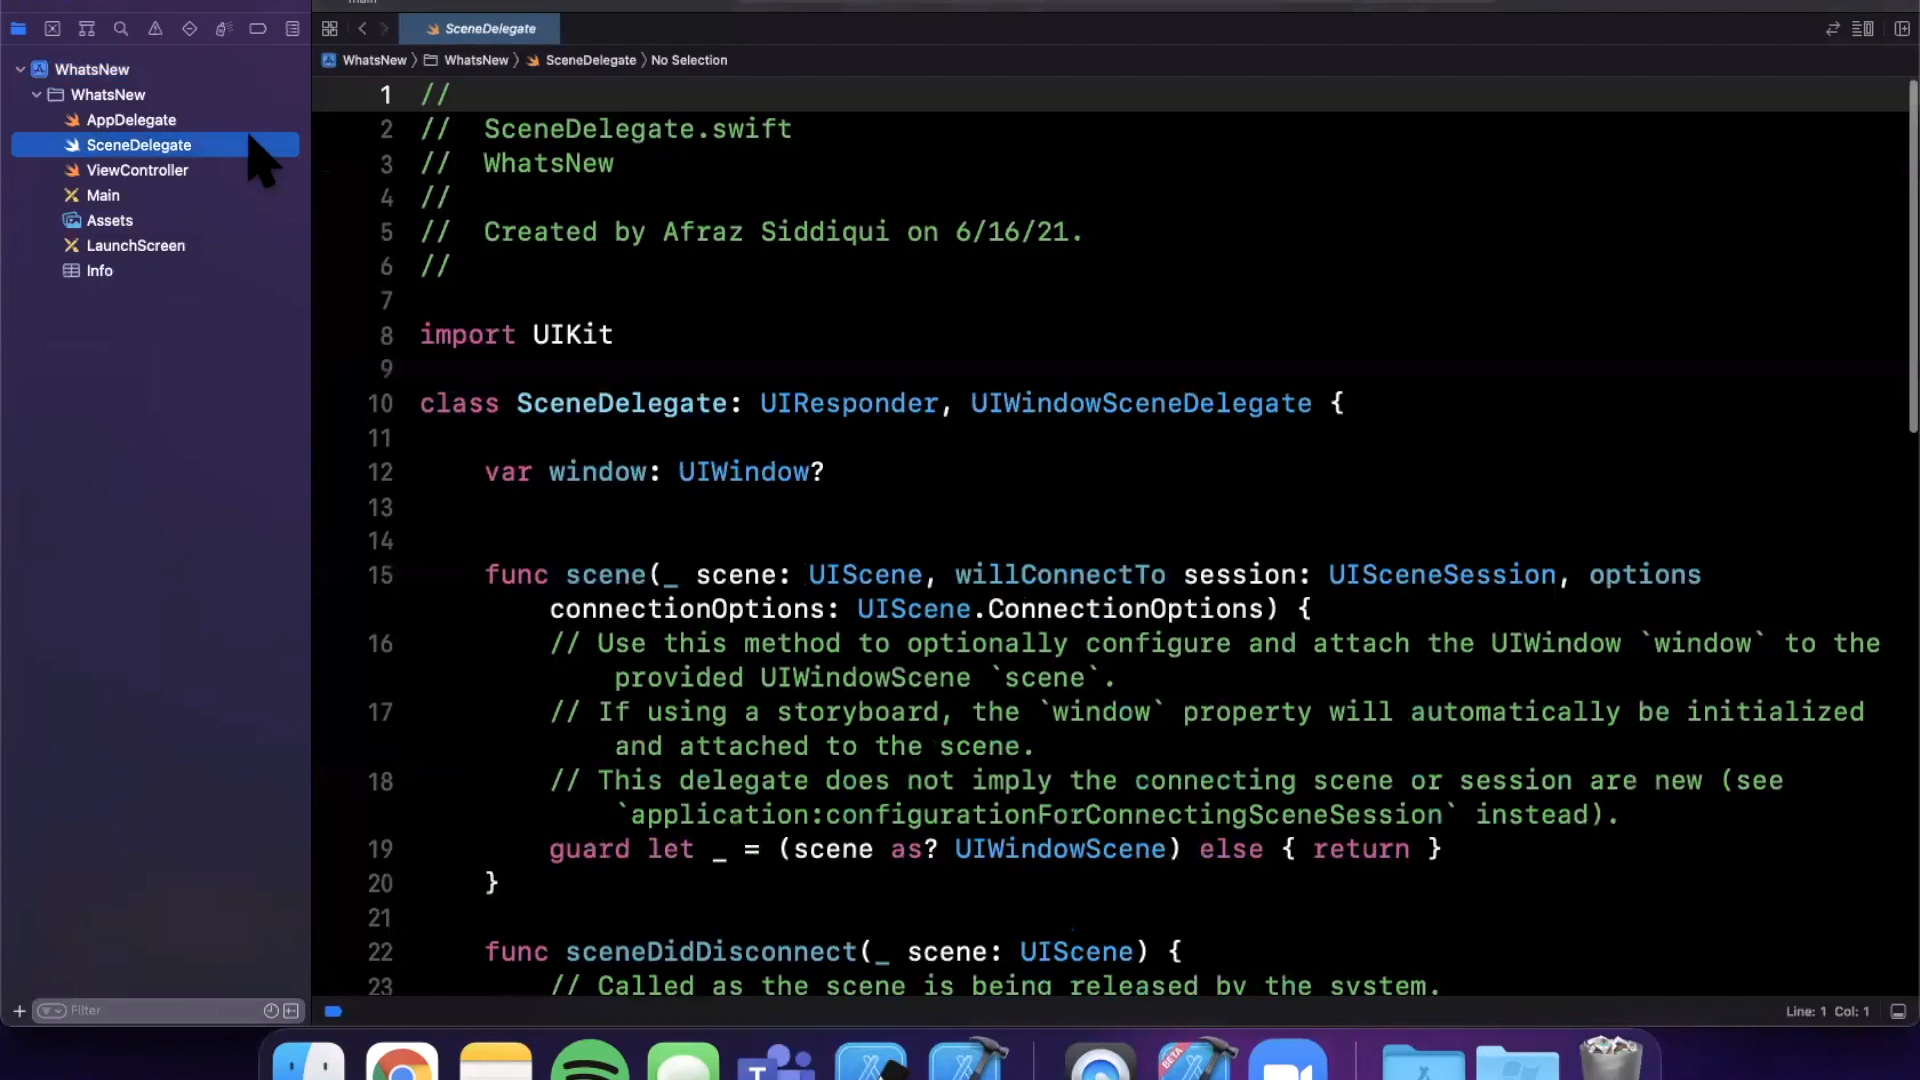 SceneDelegate
WhatsNew
WhatsNew
SceneDelegate
No Selection
WhatsNew
WhatsNew
AppDelegate
SceneDelegate
ViewController
Main
Assets
LaunchScreen
Info
1 //
2 //  SceneDelegate.swift
3 //  WhatsNew
4 //
5 //  Created by Afraz Siddiqui on 6/16/21.
6 //
7
8 import UIKit
9
10 class SceneDelegate: UIResponder, UIWindowSceneDelegate {
11
12 var window: UIWindow?
13
14
15 func scene(_ scene: UIScene, willConnectTo session: UISceneSession, options
connectionOptions: UIScene.ConnectionOptions) {
16 // Use this method to optionally configure and attach the UIWindow `window` to the
provided UIWindowScene `scene`.
17 // If using a storyboard, the `window` property will automatically be initialized
and attached to the scene.
18 // This delegate does not imply the connecting scene or session are new (see
`application:configurationForConnectingSceneSession` instead).
19 guard let _ = (scene as? UIWindowScene) else { return }
20 }
21
22 func sceneDidDisconnect(_ scene: UIScene) {
23 // Called as the scene is being released by the system.
Filter
Line: 1 Col: 1
BETA
T